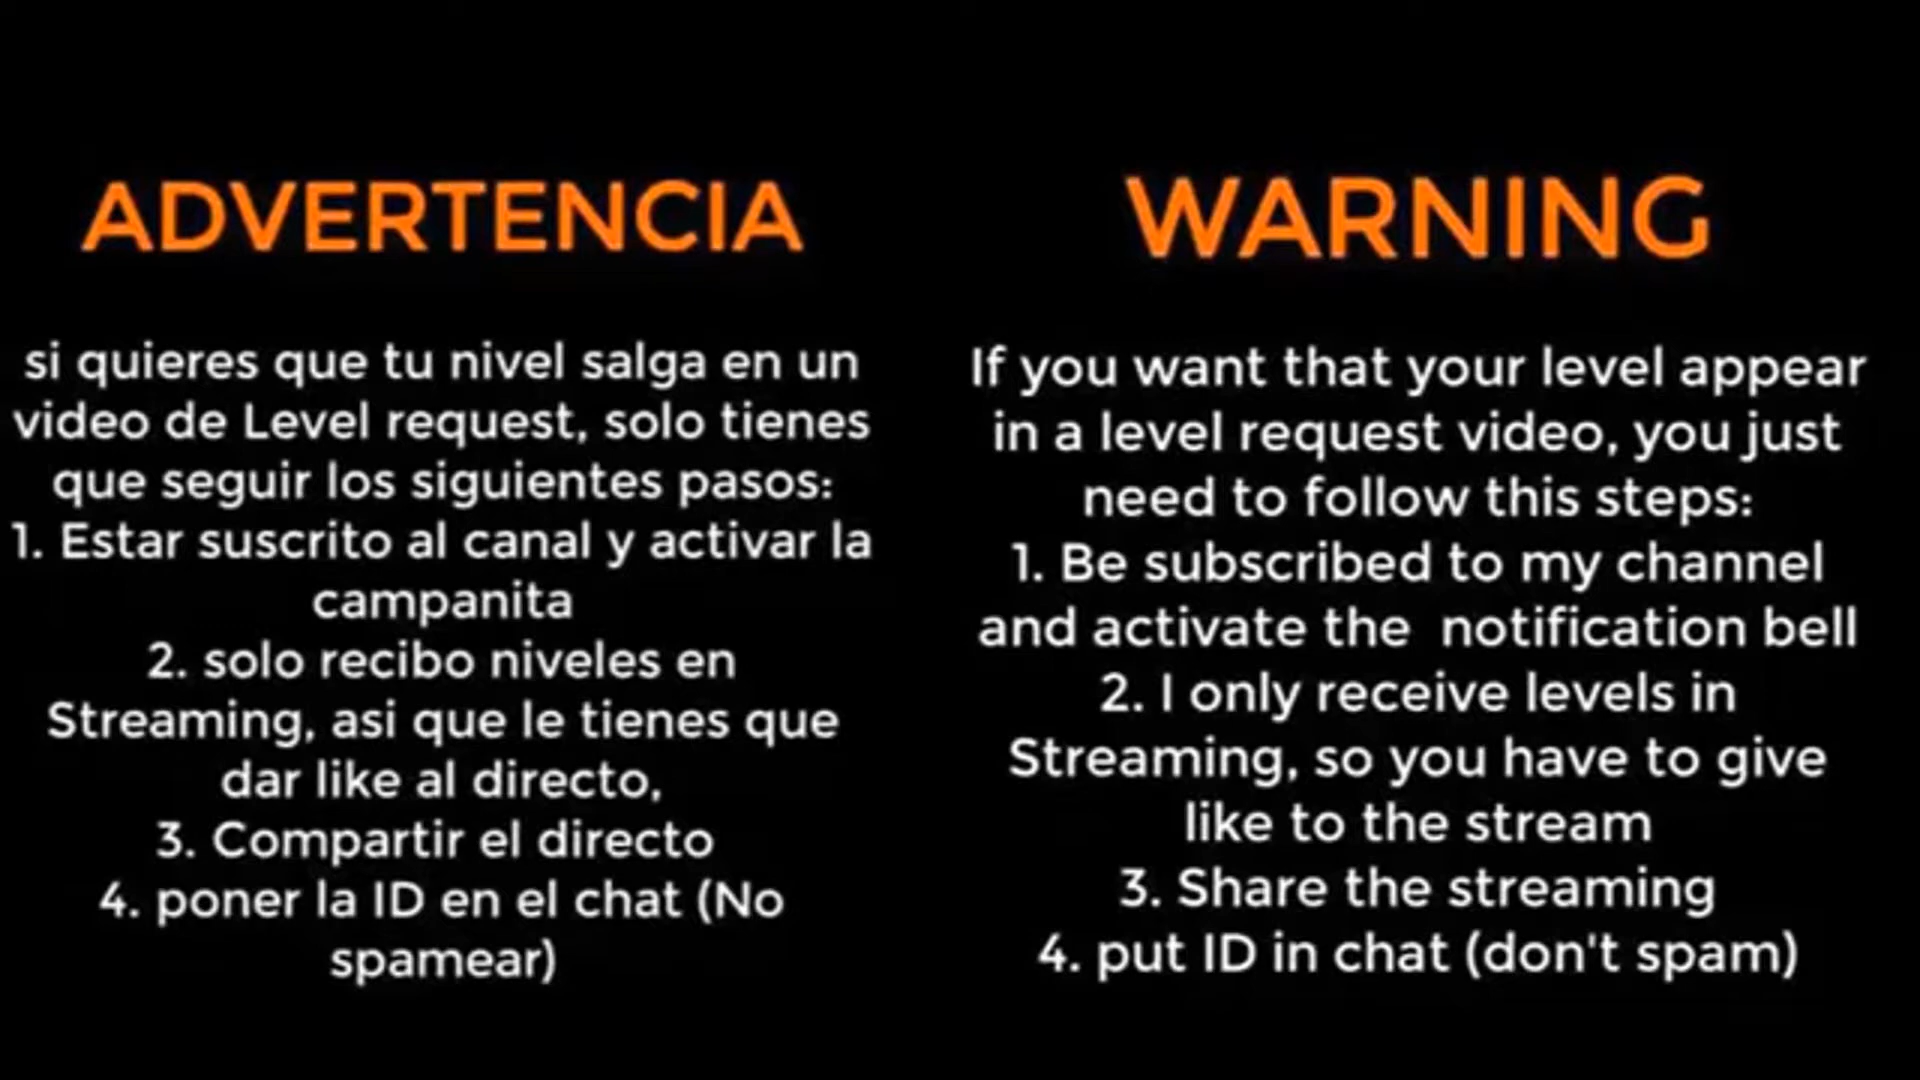 ADVERTENCIA
si quieres que tu nivel salga en un
video de Level request, solo tienes
que seguir los siguientes pasos:
1. Estar suscrito al canal y activar la
campanita
2. solo recibo niveles en
Streaming, asi que le tienes que
dar like al directo,
3. Compartir el directo
4. poner la ID en el chat (No
spamear)
WARNING
If you want that your level appear
in a level request video, you just
need to follow this steps:
1. Be subscribed to my channel
and activate the  notification bell
2. I only receive levels in
Streaming, so you have to give
like to the stream
3. Share the streaming
4. put ID in chat (don't spam)